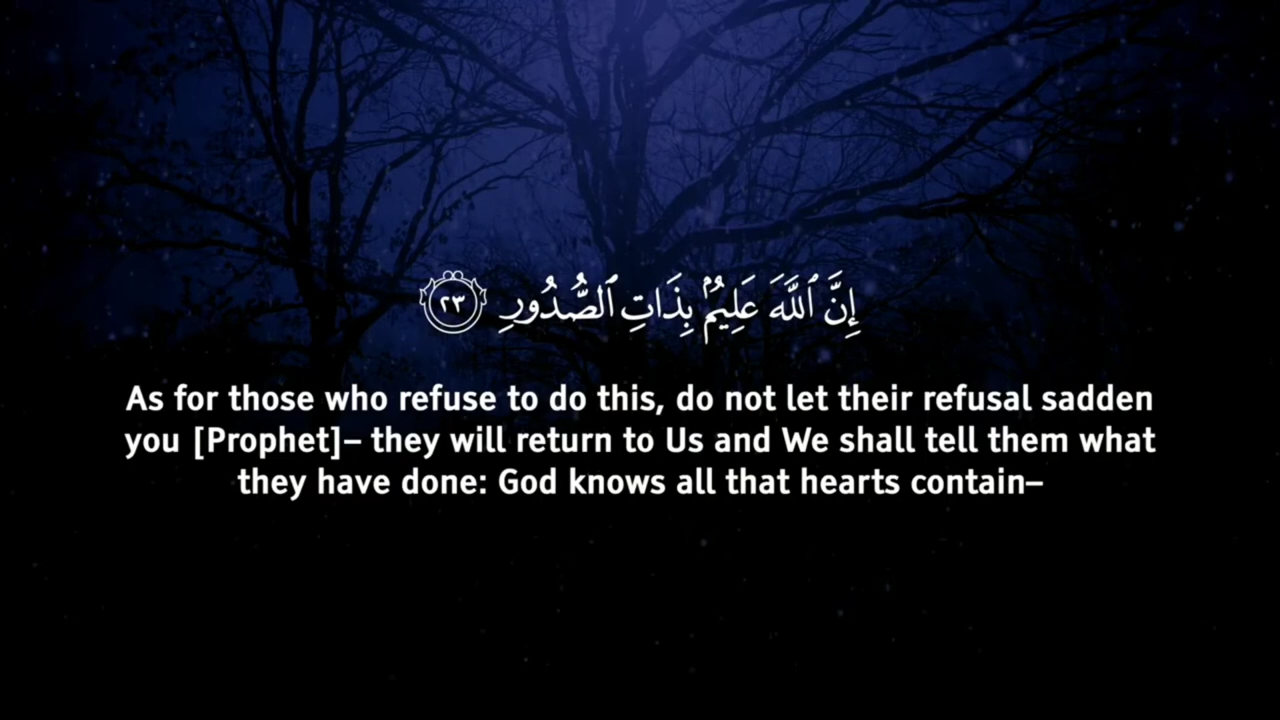 إِنَّ ٱللَّهَ عَلِيمٌۢ بِذَاتِ ٱلصُّدُورِ ٢٣
As for those who refuse to do this, do not let their refusal sadden
you [Prophet]– they will return to Us and We shall tell them what
they have done: God knows all that hearts contain–